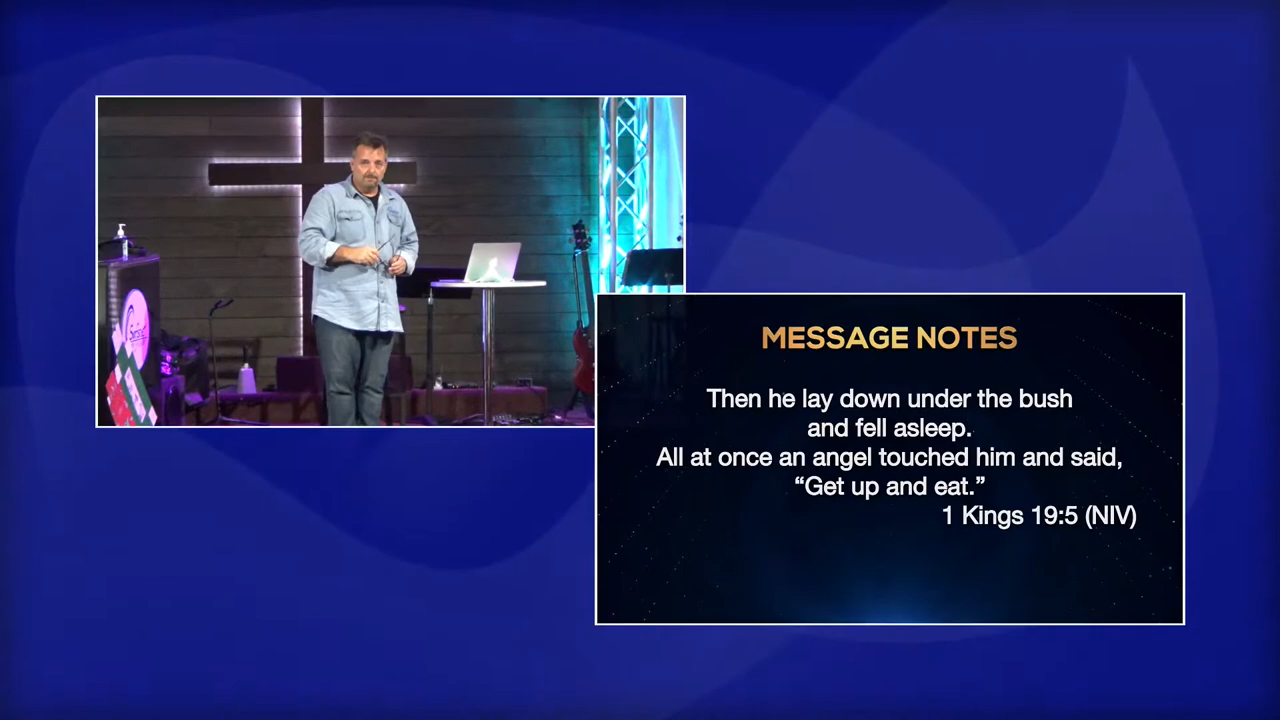 MESSAGE NOTES
Then he lay down under the bush
and fell asleep.
All at once an angel touched him and said,
“Get up and eat.”
1 Kings 19:5 (NIV)